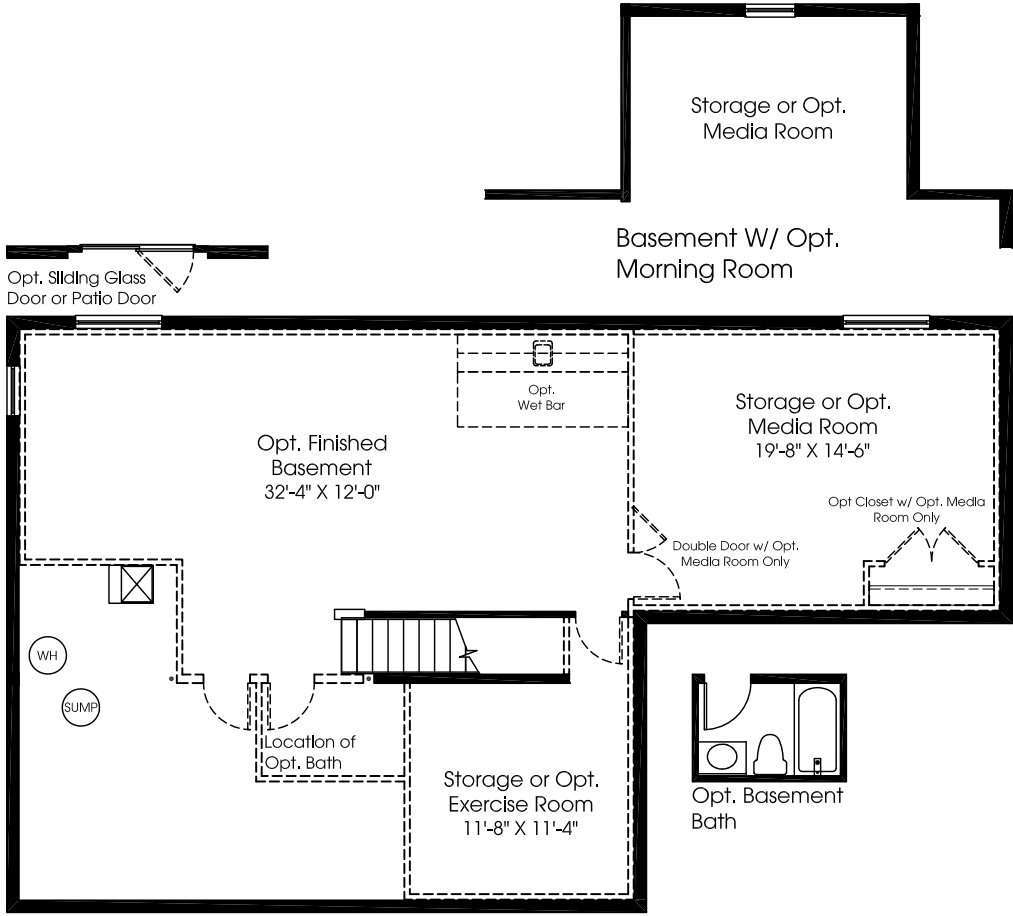 Storage or Opt.
Media Room
Basement W/ Opt.
Morning Room
Opt. Sliding Glass
Door or Patio Door
Opt.
Wet Bar
Storage or Opt.
Media Room
19'-8" X 14'-6"
Opt. Finished
Basement
32'-4" X 12'-0"
Opt Closet w/ Opt. Media
Room Only
Double Door w/ Opt.
Media Room Only
WH
SUMP
Location of
Opt. Bath
Storage or Opt.
Exercise Room
11'-8" X 11'-4"
Opt. Basement
Bath